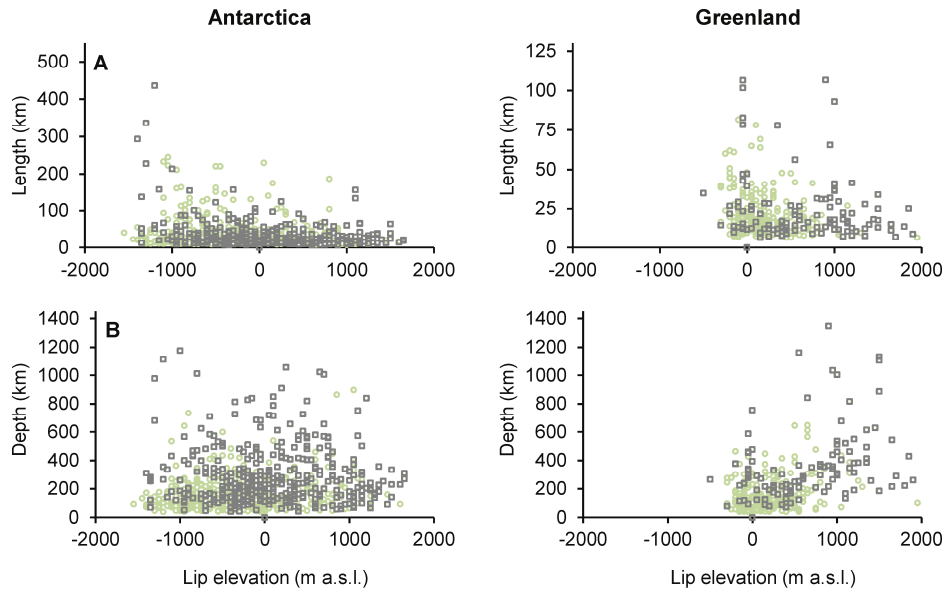 Antarctica
Greenland
A
Length (km)
500
400
300
200
100
0
-2000 -1000 0 1000 2000
Length (km)
125
100
75
50
25
0
-2000 -1000 0 1000 2000
B
Depth (km)
1400
1200
1000
800
600
400
200
0
-2000 -1000 0 1000 2000
Lip elevation (m a.s.l.)
Depth (km)
1400
1200
1000
800
600
400
200
0
-2000 -1000 0 1000 2000
Lip elevation (m a.s.l.)